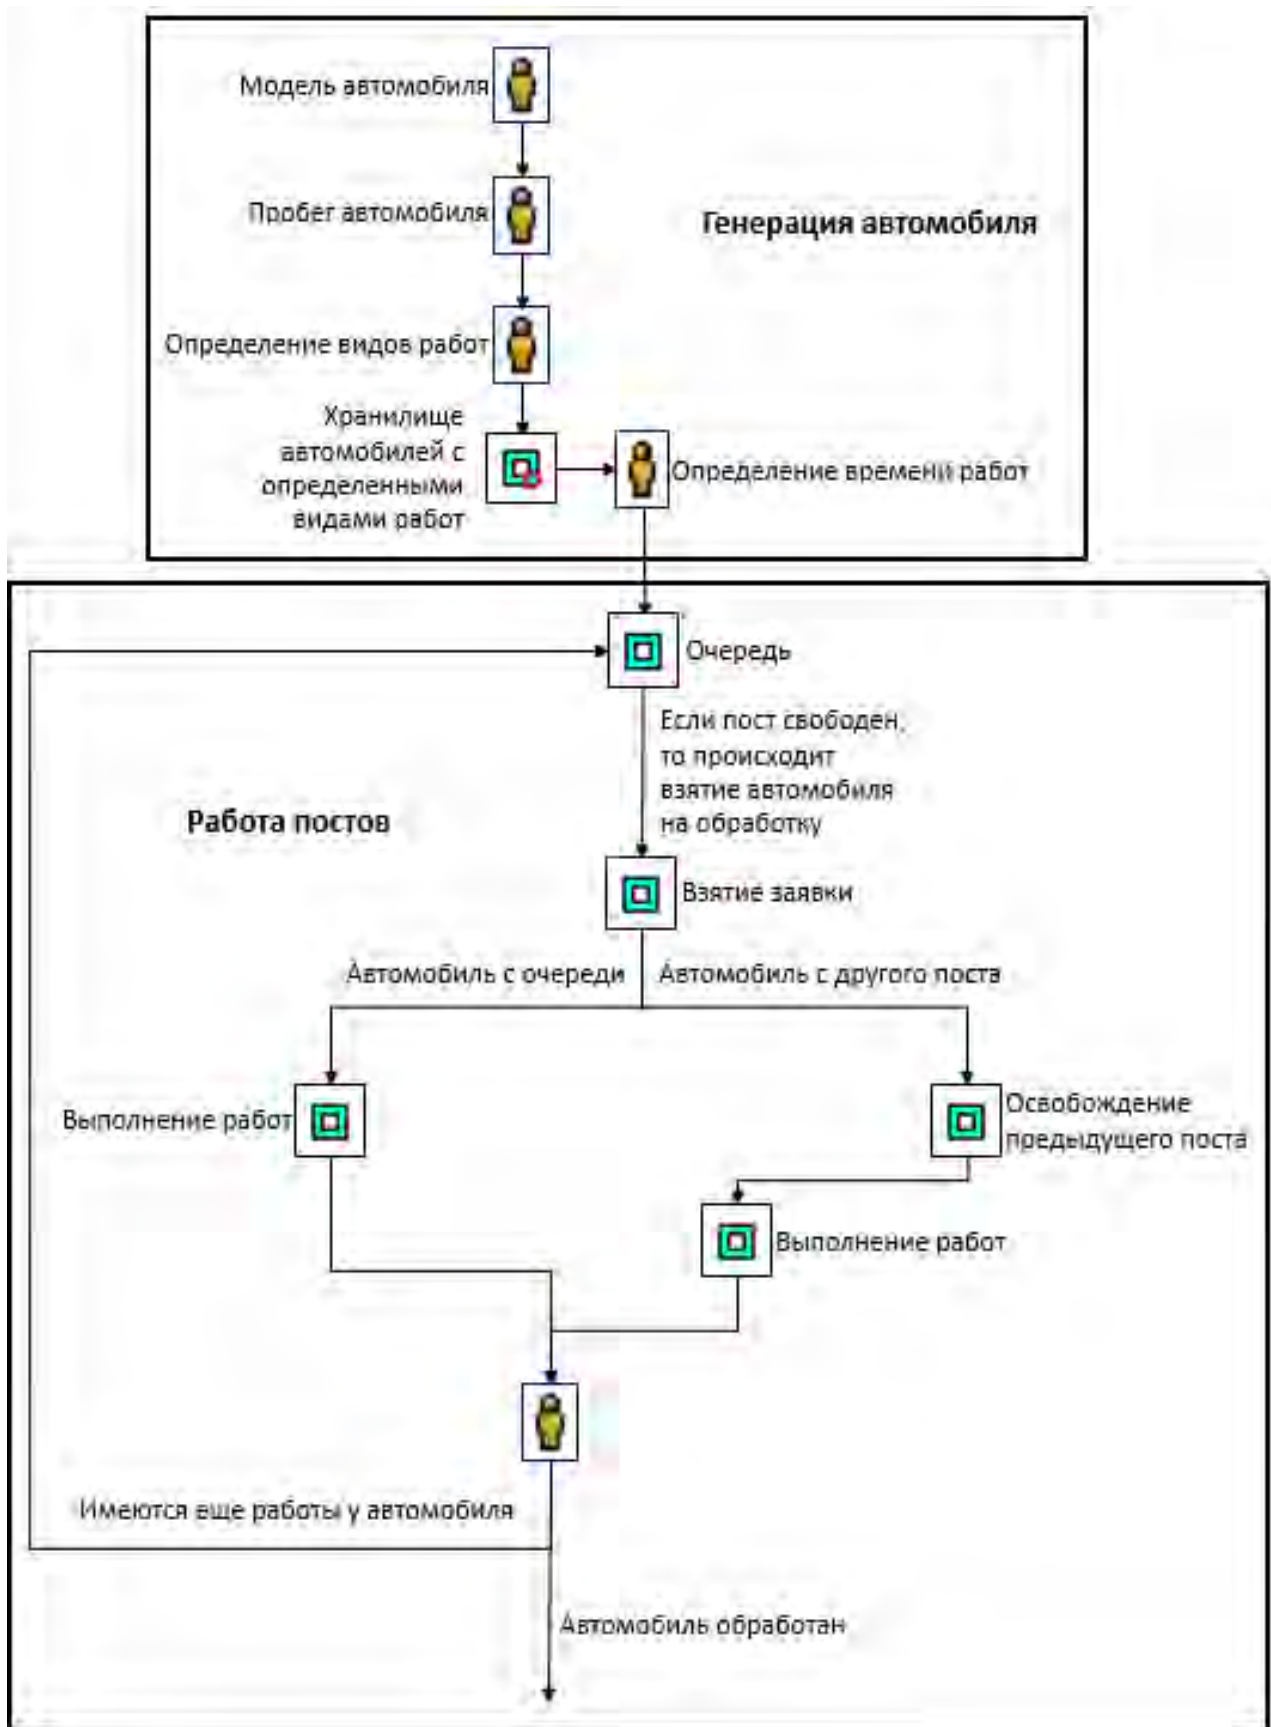 Модель автомобиля
Пробег автомобиля
Генерация автомобиля
Определение видов работ
Хранилище
автомобилей с
определенными
видами работ
Определение времени работ
Очередь
Если пост свободен,
то происходит
взятие автомобиля
на обработку
Работа постов
Взятие заявки
Автомобиль с очереди
Автомобиль с другого поста
Выполнение работ
Освобождение
предыдущего поста
Выполнение работ
Имеются еще работы у автомобиля
Автомобиль обработан